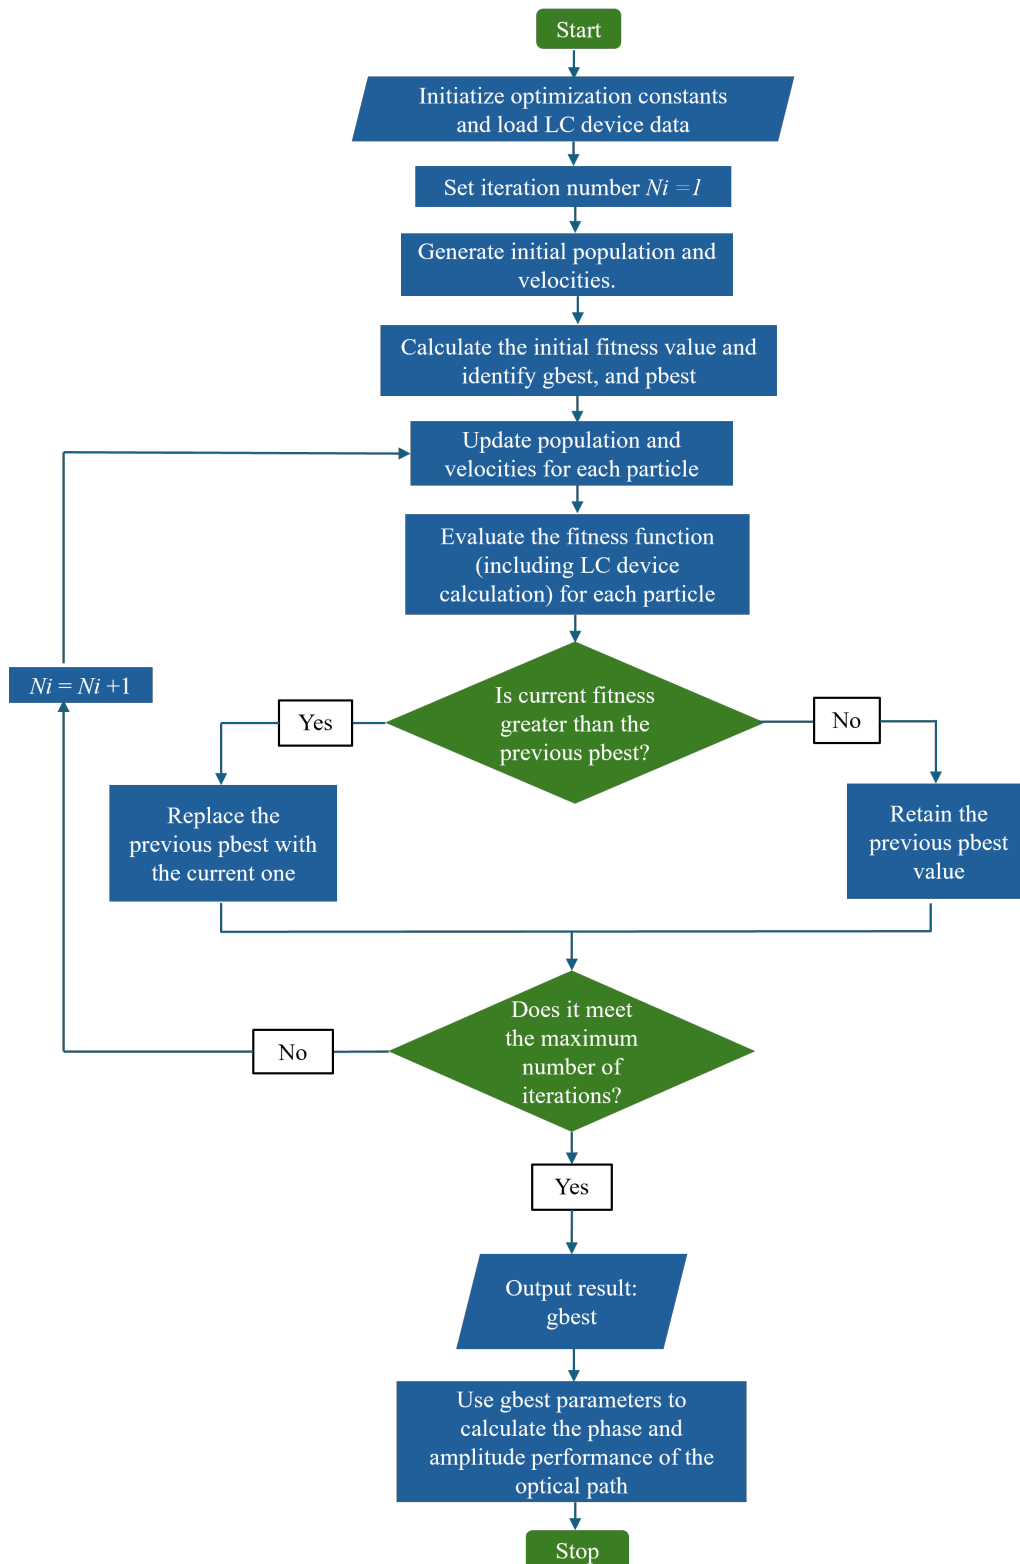 Start
Initiatize optimization constants
and load LC device data
Set iteration number Ni =1
Generate initial population and
velocities.
Calculate the initial fitness value and
identify gbest, and pbest
Update population and
velocities for each particle
Evaluate the fitness function
(including LC device
calculation) for each particle
Ni = Ni +1
Is current fitness
greater than the
previous pbest?
Yes
No
Replace the
previous pbest with
the current one
Retain the
previous pbest
value
Does it meet
the maximum
number of
iterations?
No
Yes
Output result:
gbest
Use gbest parameters to
calculate the phase and
amplitude performance of the
optical path
Stop